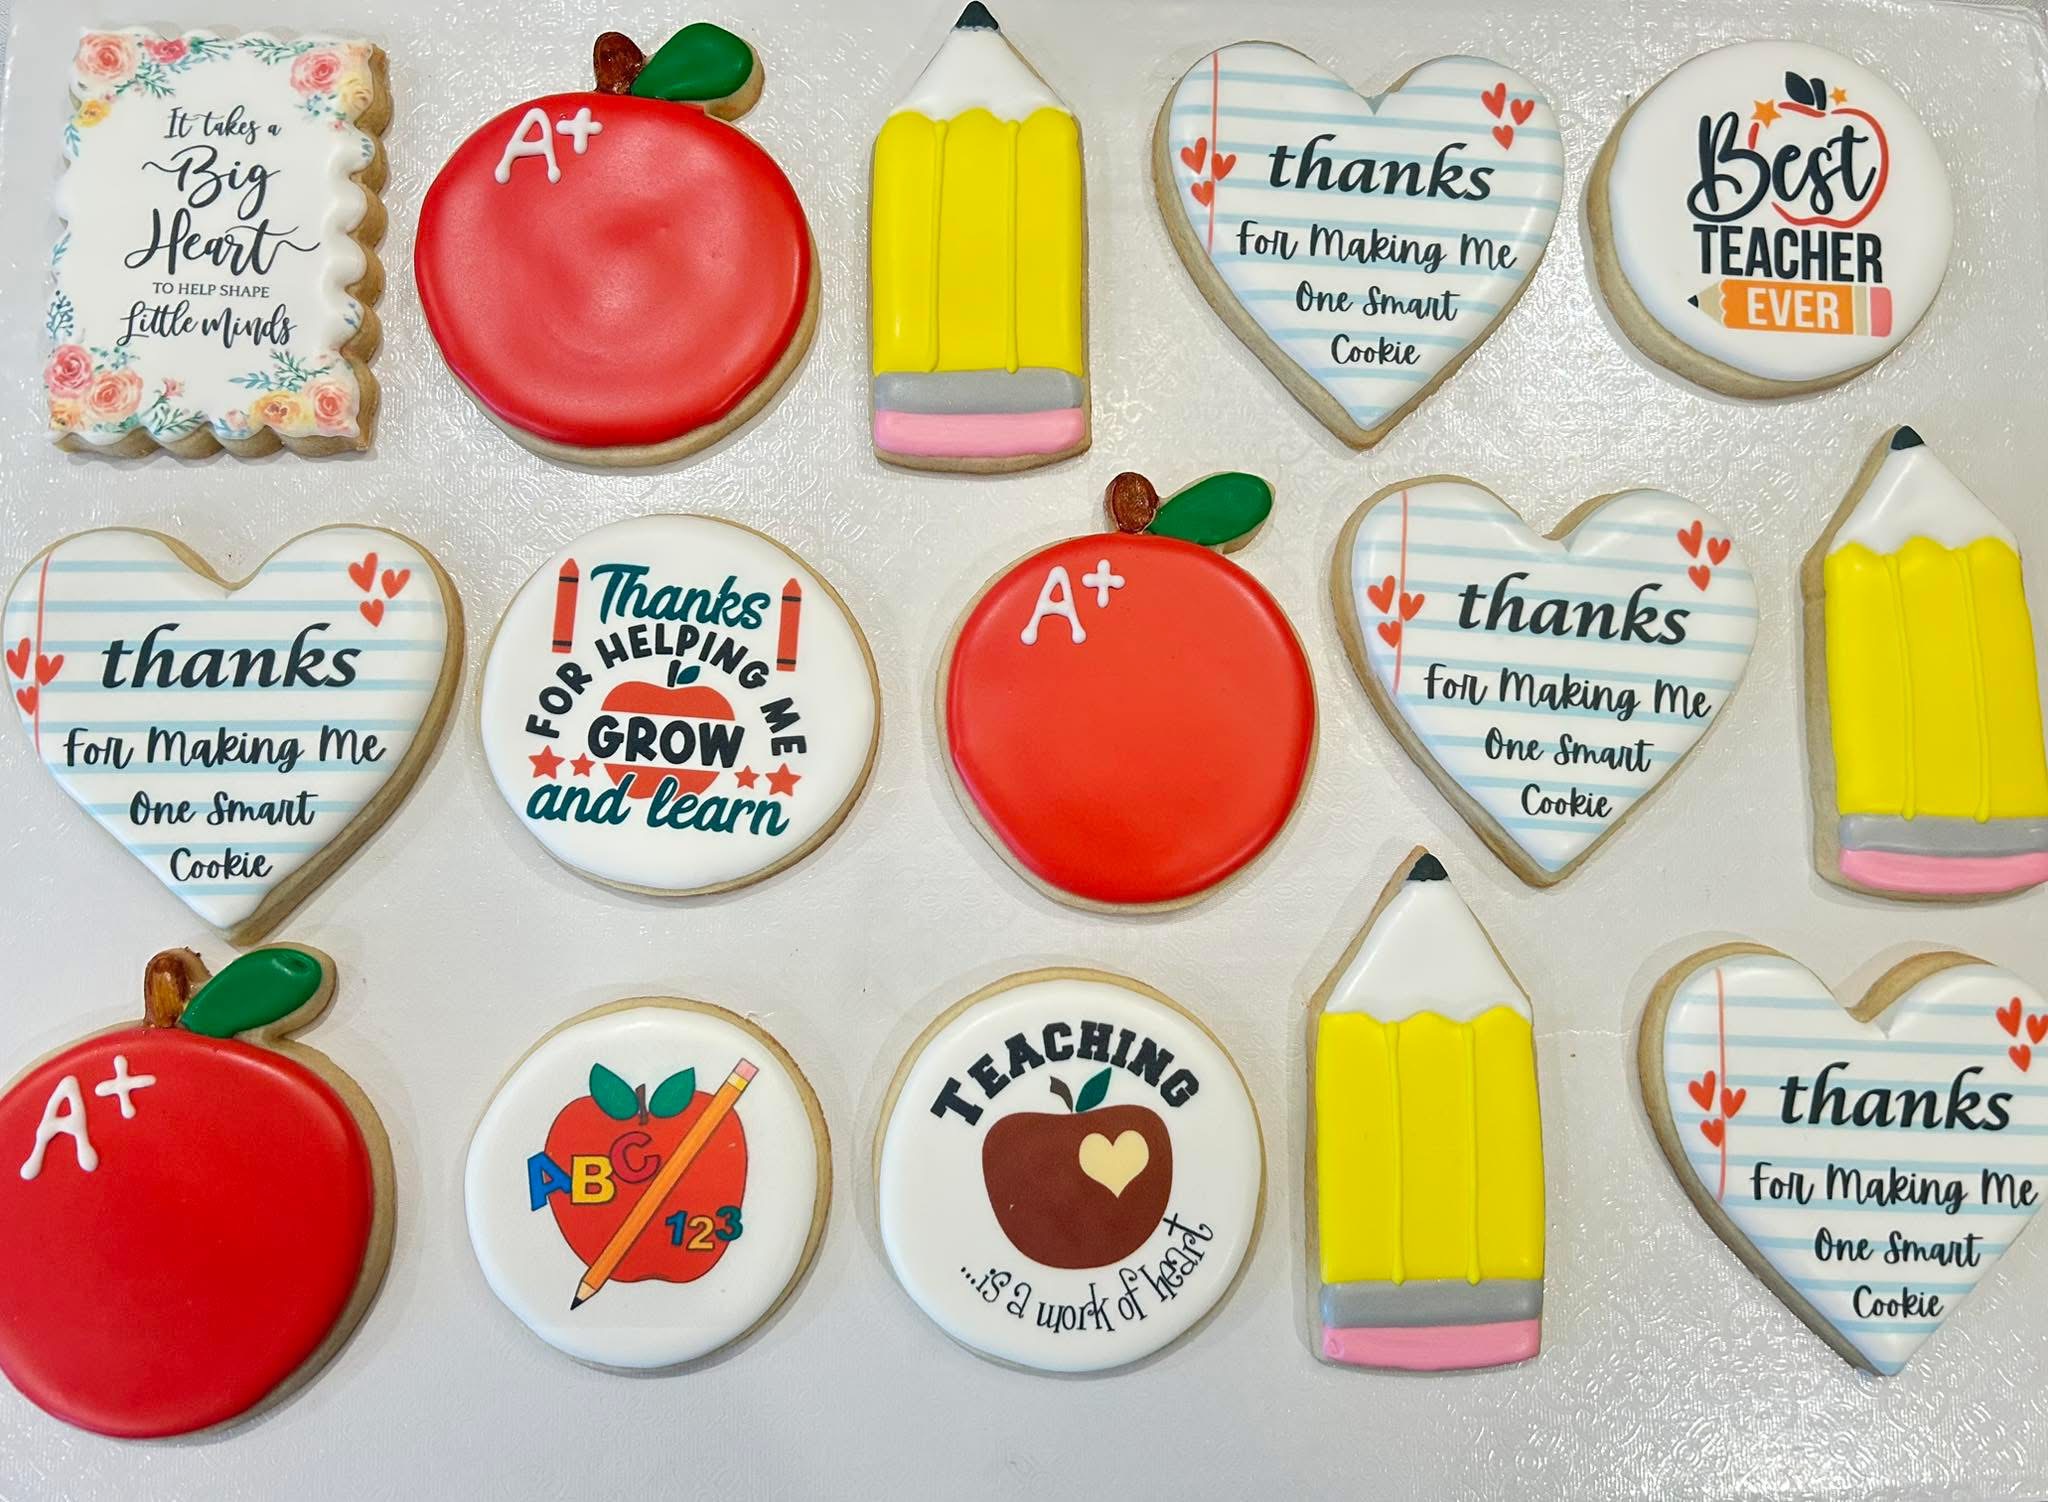 It takes a
Big
Heart
TO HELP SHAPE
Little minds
A+
thanks
For Making Me
One Smart
Cookie
Best
TEACHER
EVER
thanks
For Making Me
One Smart
Cookie
Thanks
FOR HELPING ME
GROW
and learn
A+
thanks
For Making Me
One Smart
Cookie
A+
ABC
123
TEACHING
...is a work of heart
thanks
For Making Me
One Smart
Cookie